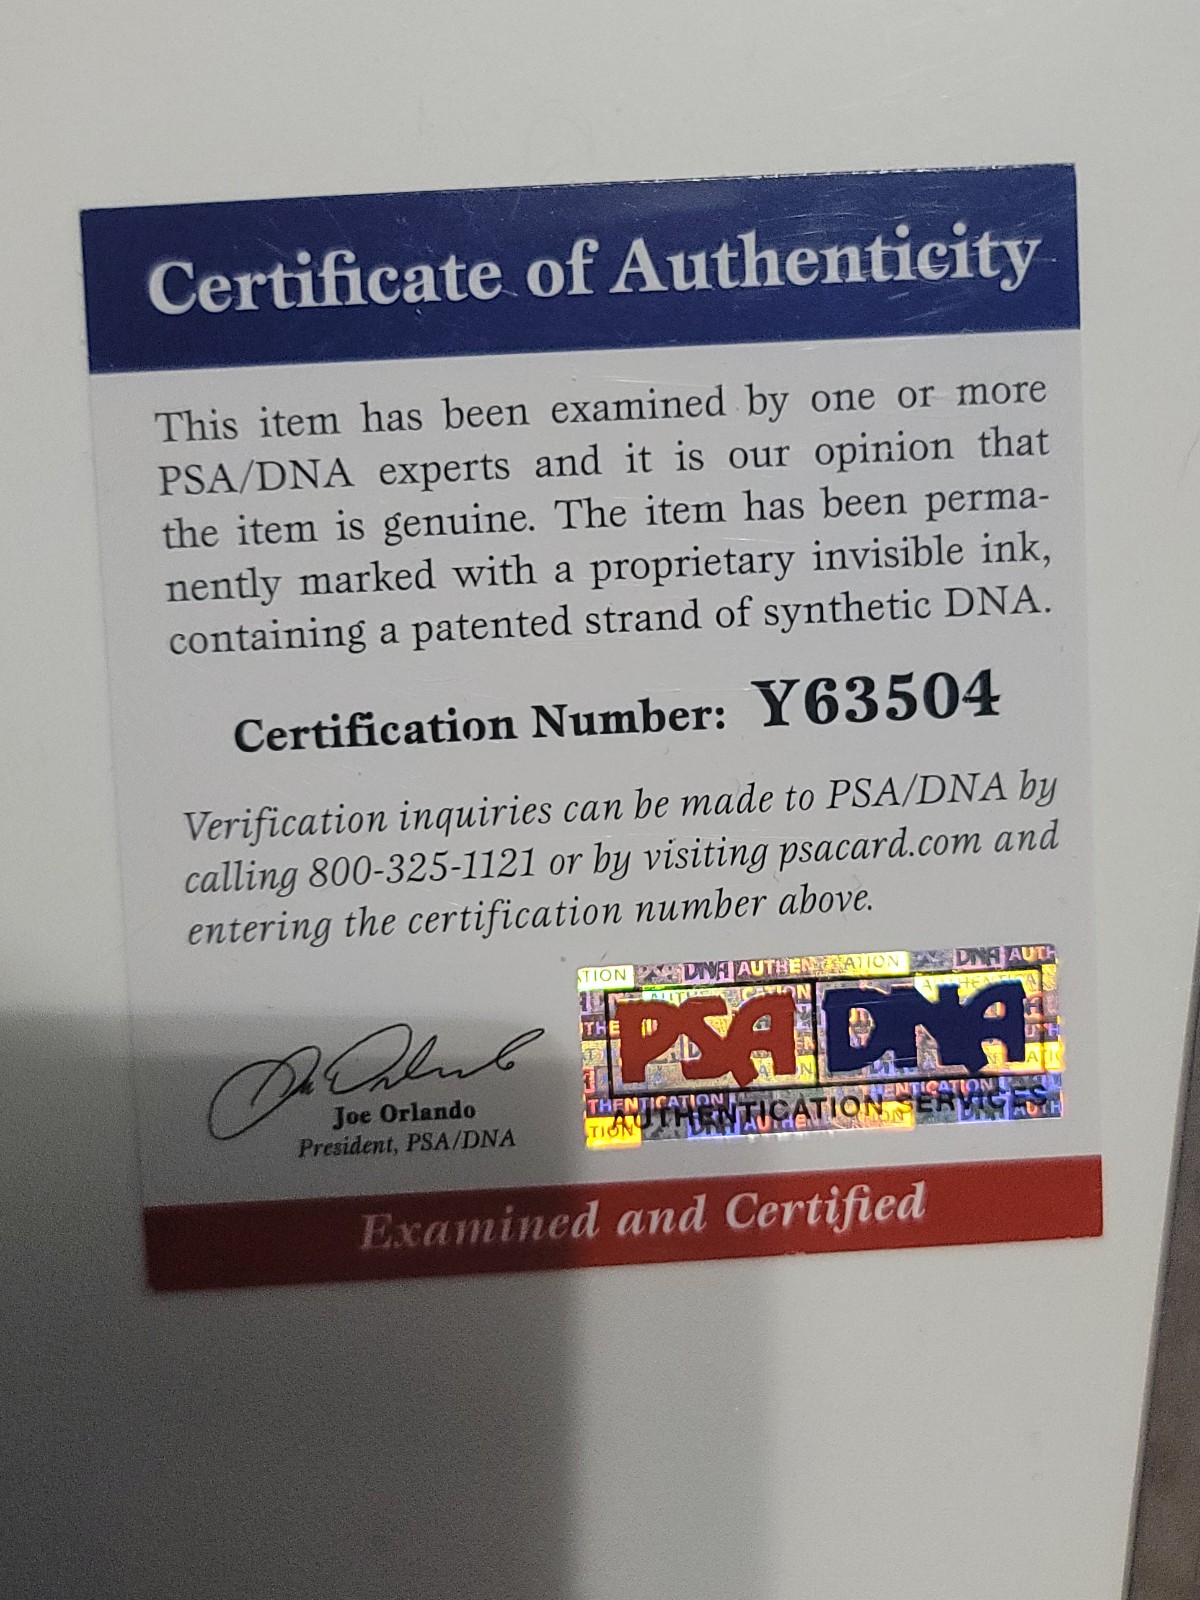 Certificate of Authenticity
This item has been examined by one or more
PSA/DNA experts and it is our opinion that
the item is genuine. The item has been perma-
nently marked with a proprietary invisible ink,
containing a patented strand of synthetic DNA.
Certification Number: Y63504
Verification inquiries can be made to PSA/DNA by
calling 800-325-1121 or by visiting psacard.com and
entering the certification number above.
Joe Orlando
President, PSA/DNA
PSA DNA
AUTHENTICATION SERVICES
Examined and Certified